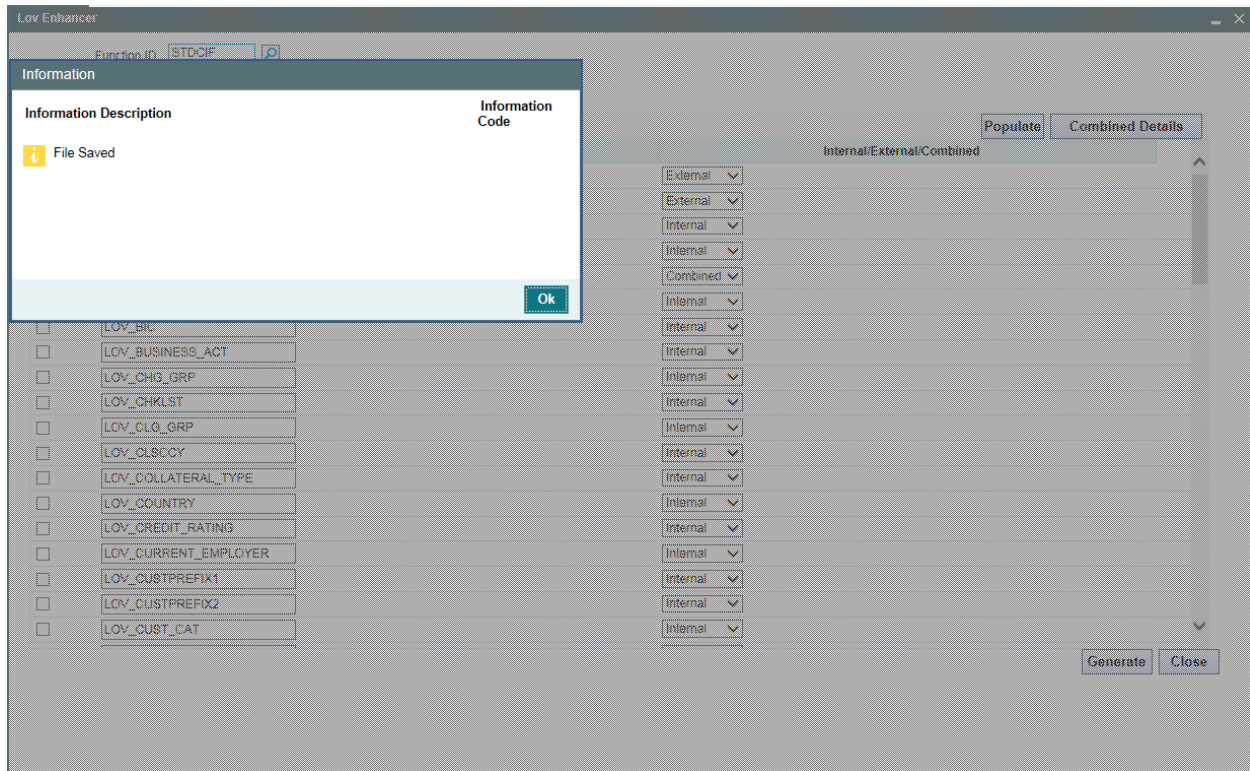 Lov Enhancer
Function ID STDCIF
Information
Information Description Information Code
File Saved
Ok
Populate Combined Details
Internal/External/Combined
External
External
Internal
Internal
Combined
Internal
LOV_BIC Internal
LOV_BUSINESS_ACT Internal
LOV_CHG_GRP Internal
LOV_CHKLST Internal
LOV_CLG_GRP Internal
LOV_CLSCCY Internal
LOV_COLLATERAL_TYPE Internal
LOV_COUNTRY Internal
LOV_CREDIT_RATING Internal
LOV_CURRENT_EMPLOYER Internal
LOV_CUSTPREFIX1 Internal
LOV_CUSTPREFIX2 Internal
LOV_CUST_CAT Internal
Generate Close